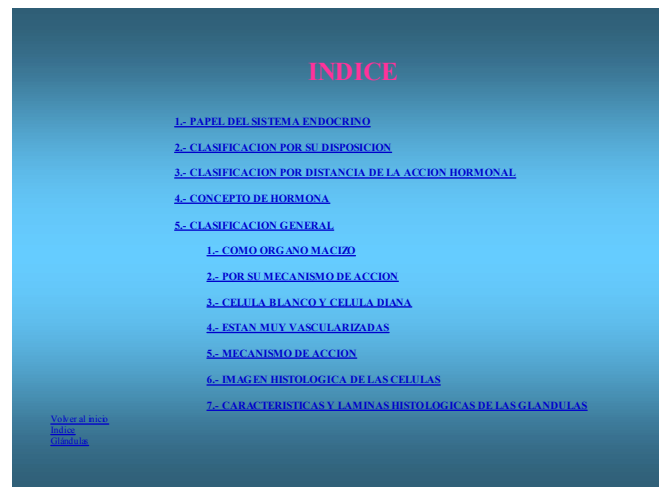 INDICE
1.- PAPEL DEL SISTEMA ENDOCRINO
2.- CLASIFICACION POR SU DISPOSICION
3.- CLASIFICACION POR DISTANCIA DE LA ACCION HORMONAL
4.- CONCEPTO DE HORMONA
5.- CLASIFICACION GENERAL
1.- COMO ORGANO MACIZO
2.- POR SU MECANISMO DE ACCION
3.- CELULA BLANCO Y CELULA DIANA
4.- ESTAN MUY VASCULARIZADAS
5.- MECANISMO DE ACCION
6.- IMAGEN HISTOLOGICA DE LAS CELULAS
7.- CARACTERISTICAS Y LAMINAS HISTOLOGICAS DE LAS GLANDULAS
Volver al inicio
Indice
Glándulas